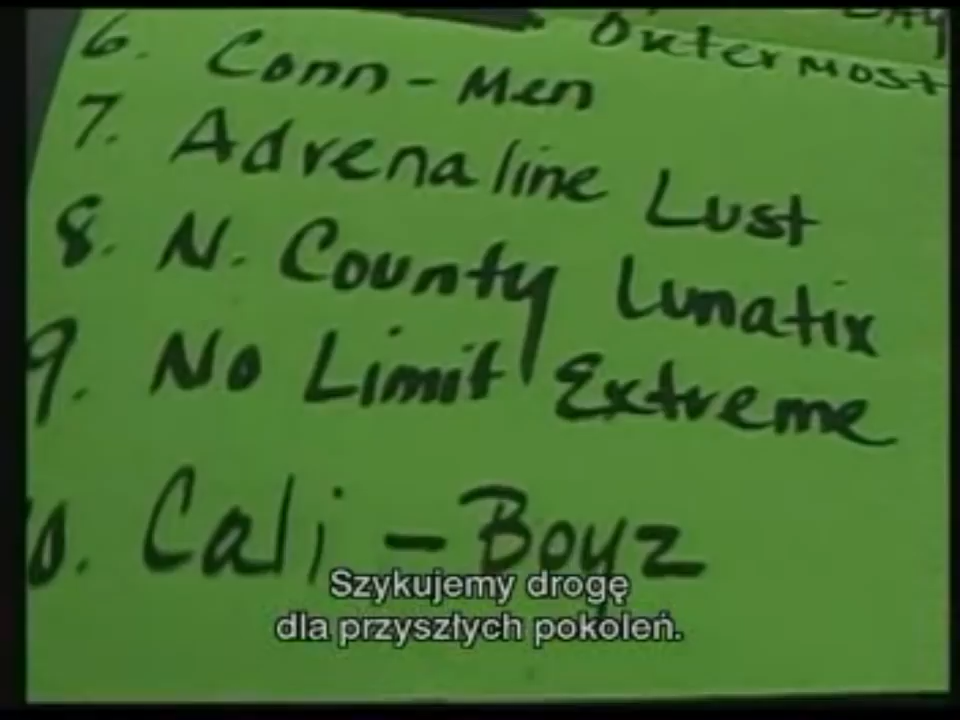 Outermost
6. Conn-Men
7. Adrenaline Lust
8. N. County Lunatix
9. No Limit Extreme
0. Cali-Boyz
Szykujemy drogę
dla przyszłych pokoleń.